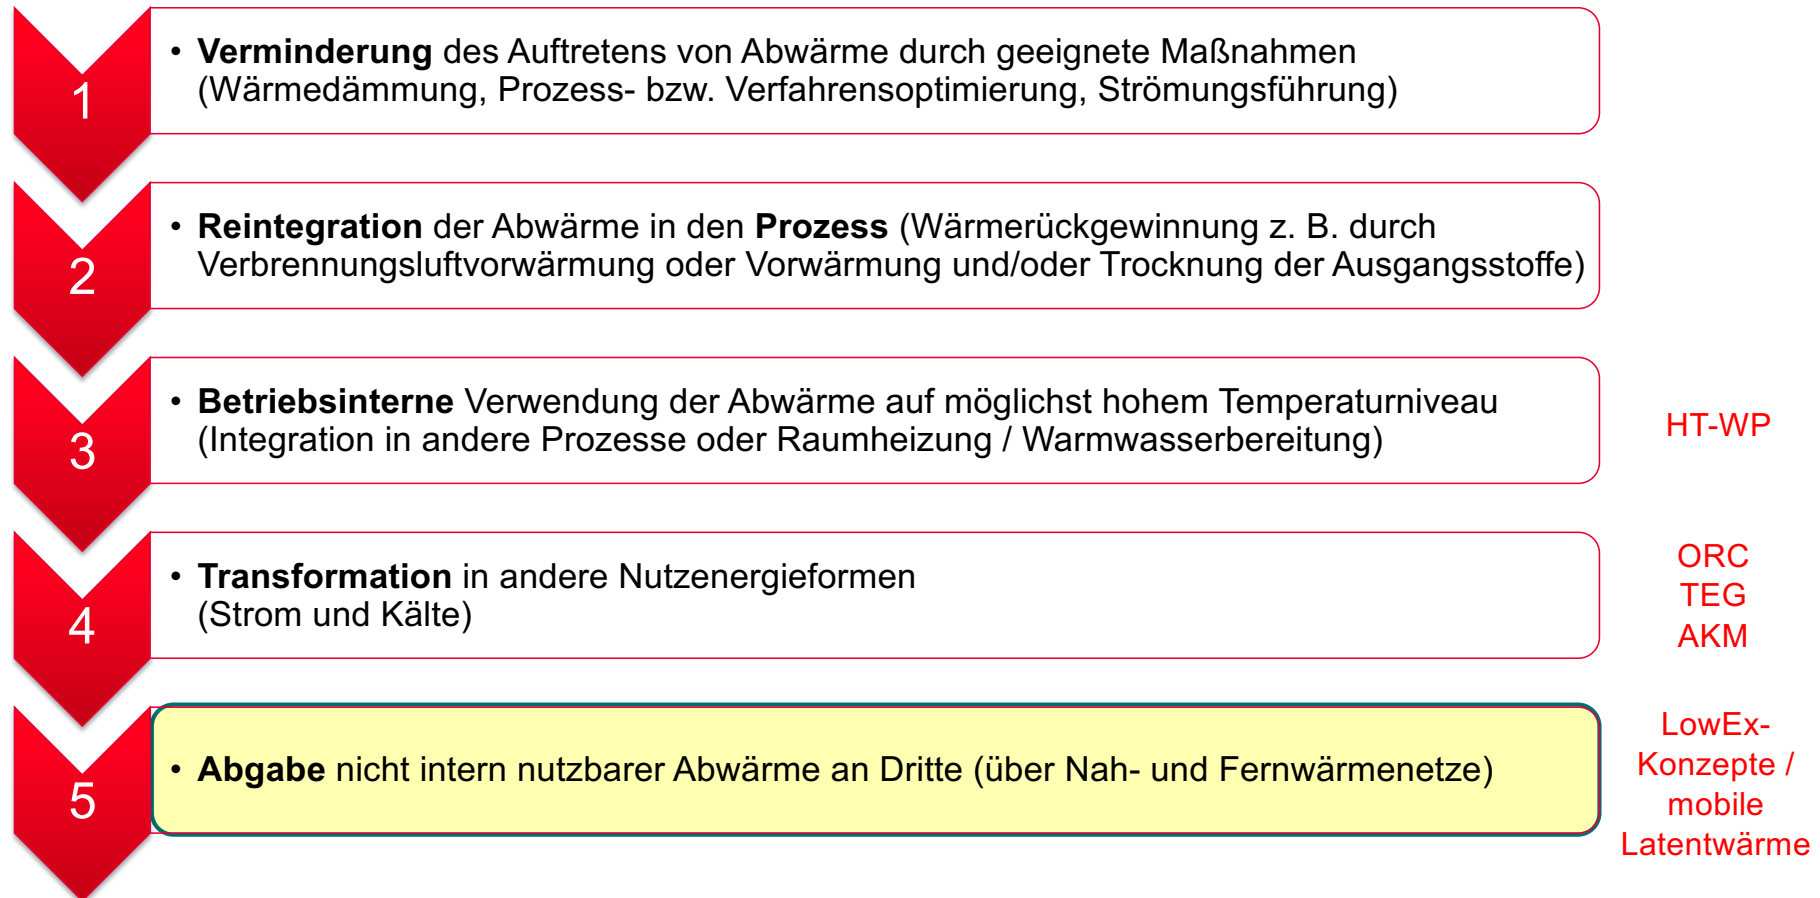 1
• Verminderung des Auftretens von Abwärme durch geeignete Maßnahmen
(Wärmedämmung, Prozess- bzw. Verfahrensoptimierung, Strömungsführung)
2
• Reintegration der Abwärme in den Prozess (Wärmerückgewinnung z. B. durch
Verbrennungsluftvorwärmung oder Vorwärmung und/oder Trocknung der Ausgangsstoffe)
3
• Betriebsinterne Verwendung der Abwärme auf möglichst hohem Temperaturniveau
(Integration in andere Prozesse oder Raumheizung / Warmwasserbereitung)
HT-WP
4
• Transformation in andere Nutzenergieformen
(Strom und Kälte)
ORC
TEG
AKM
5
• Abgabe nicht intern nutzbarer Abwärme an Dritte (über Nah- und Fernwärmenetze)
LowEx-
Konzepte /
mobile
Latentwärme